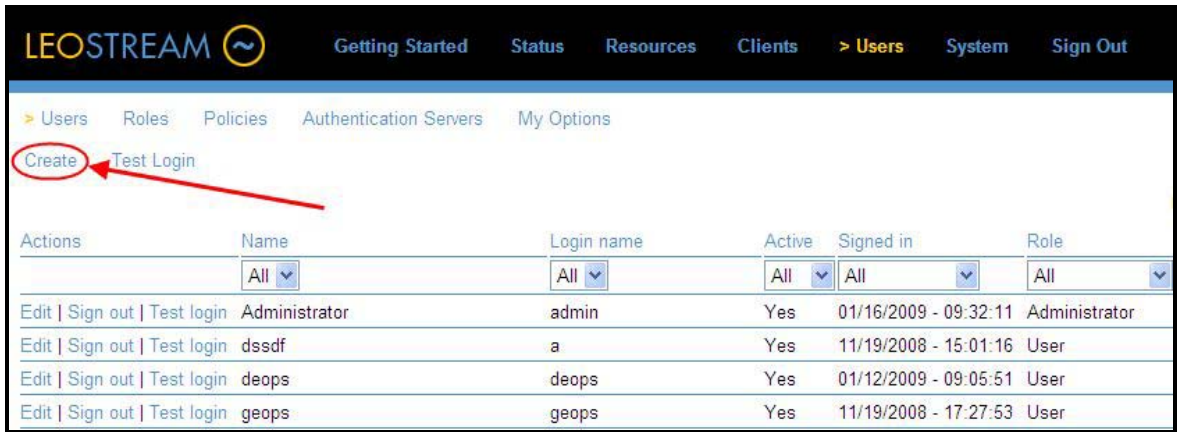 LEOSTREAM Getting Started Status Resources Clients > Users System Sign Out
> Users Roles Policies Authentication Servers My Options
Create Test Login
Actions Name Login name Active Signed in Role
All All All All All
Edit | Sign out | Test login Administrator admin Yes 01/16/2009 - 09:32:11 Administrator
Edit | Sign out | Test login dssdf a Yes 11/19/2008 - 15:01:16 User
Edit | Sign out | Test login deops deops Yes 01/12/2009 - 09:05:51 User
Edit | Sign out | Test login geops geops Yes 11/19/2008 - 17:27:53 User